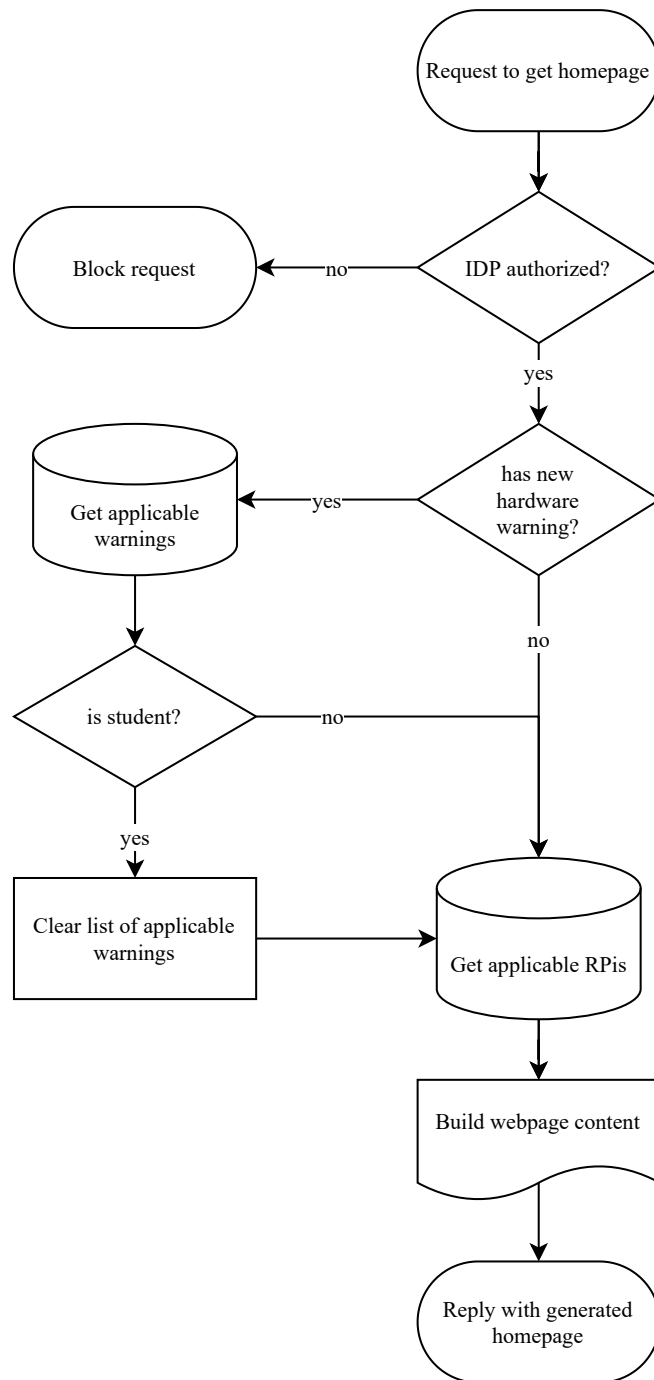 Request to get homepage
IDP authorized?
no
Block request
yes
has new
hardware
warning?
yes
Get applicable
warnings
no
is student?
no
yes
Clear list of applicable
warnings
Get applicable RPis
Build webpage content
Reply with generated
homepage